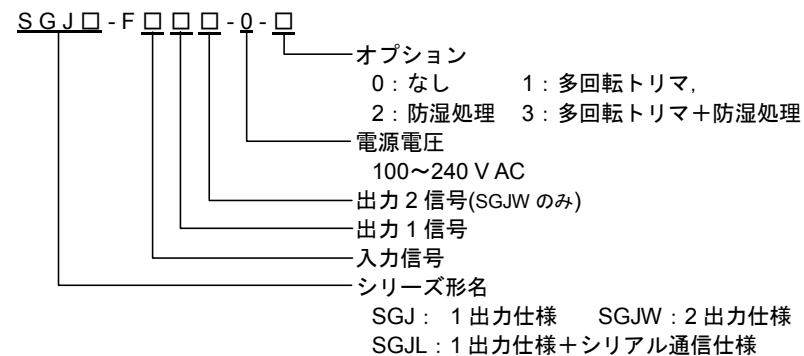 SGJ□-F□□□-0-□
オプション
0：なし　　1：多回転トリマ,
2：防湿処理　3：多回転トリマ＋防湿処理
電源電圧
100～240 V AC
出力 2 信号(SGJW のみ)
出力 1 信号
入力信号
シリーズ形名
SGJ：　1 出力仕様　　SGJW：2 出力仕様
SGJL：1 出力仕様＋シリアル通信仕様